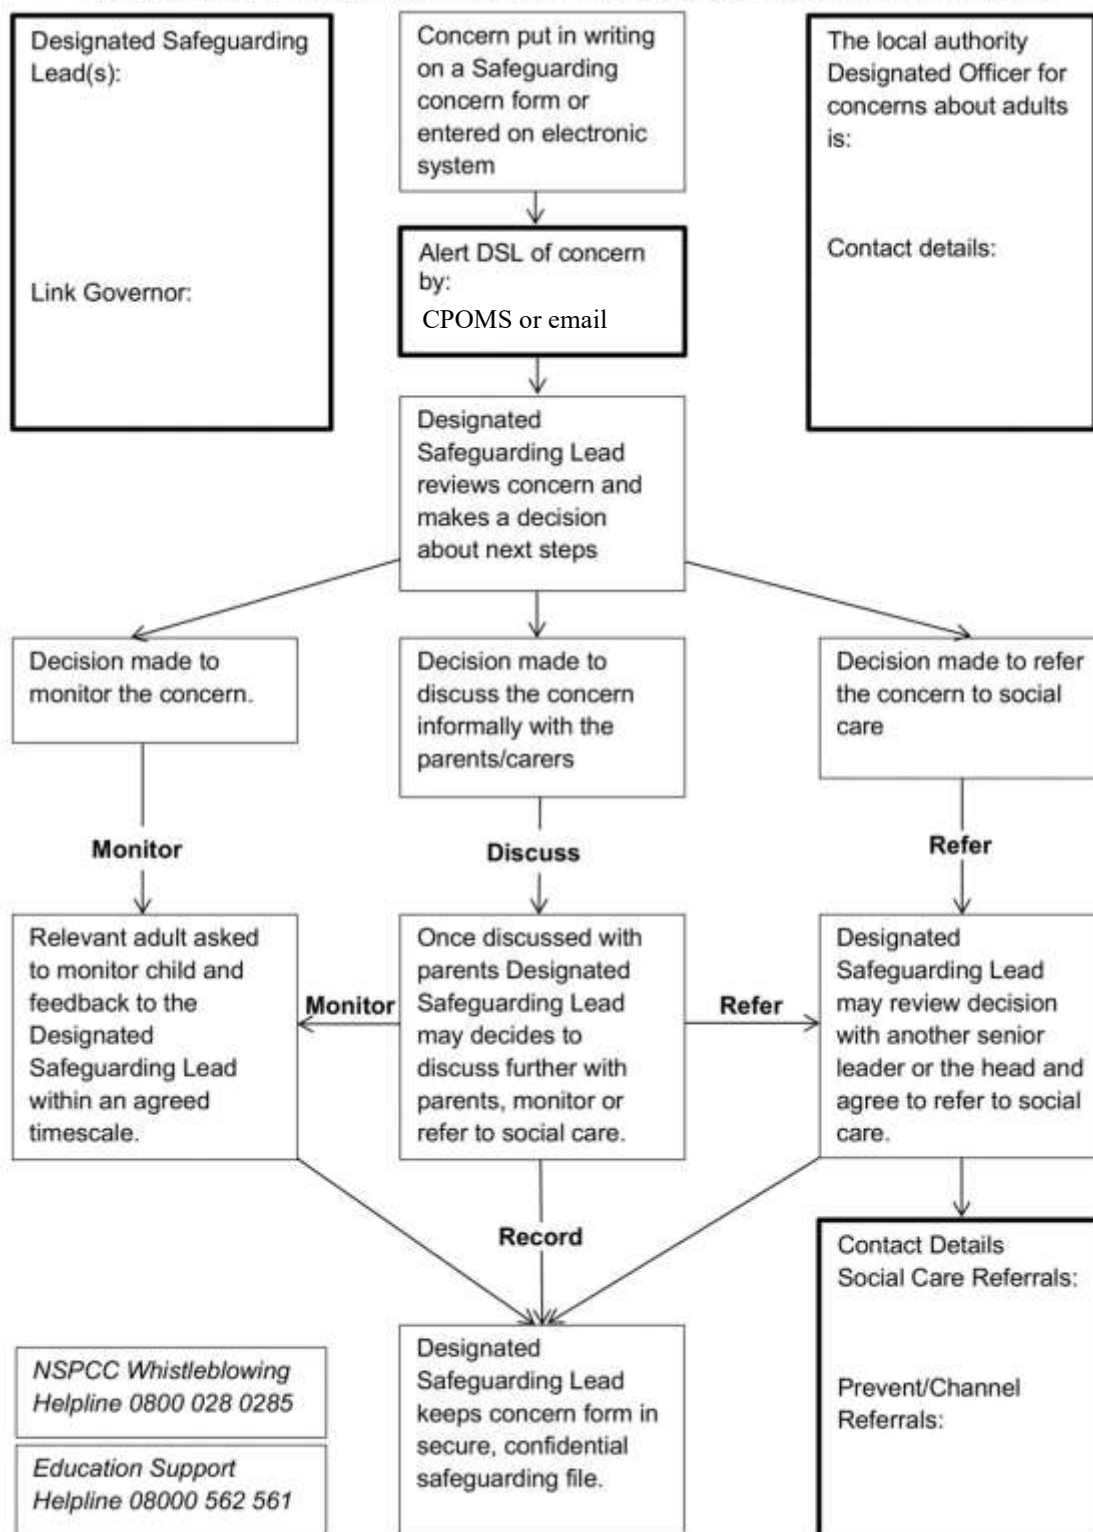 Designated Safeguarding
Lead(s):
Link Governor:
Concern put in writing
on a Safeguarding
concern form or
entered on electronic
system
The local authority
Designated Officer for
concerns about adults
is:
Contact details:
Alert DSL of concern
by:
CPOMS or email
Designated
Safeguarding Lead
reviews concern and
makes a decision
about next steps
Decision made to
monitor the concern.
Decision made to
discuss the concern
informally with the
parents/carers
Decision made to refer
the concern to social
care
Monitor
Discuss
Refer
Relevant adult asked
to monitor child and
feedback to the
Designated
Safeguarding Lead
within an agreed
timescale.
Monitor
Once discussed with
parents Designated
Safeguarding Lead
may decides to
discuss further with
parents, monitor or
refer to social care.
Refer
Designated
Safeguarding Lead
may review decision
with another senior
leader or the head and
agree to refer to social
care.
Record
Contact Details
Social Care Referrals:
Prevent/Channel
Referrals:
NSPCC Whistleblowing
Helpline 0800 028 0285
Education Support
Helpline 08000 562 561
Designated
Safeguarding Lead
keeps concern form in
secure, confidential
safeguarding file.